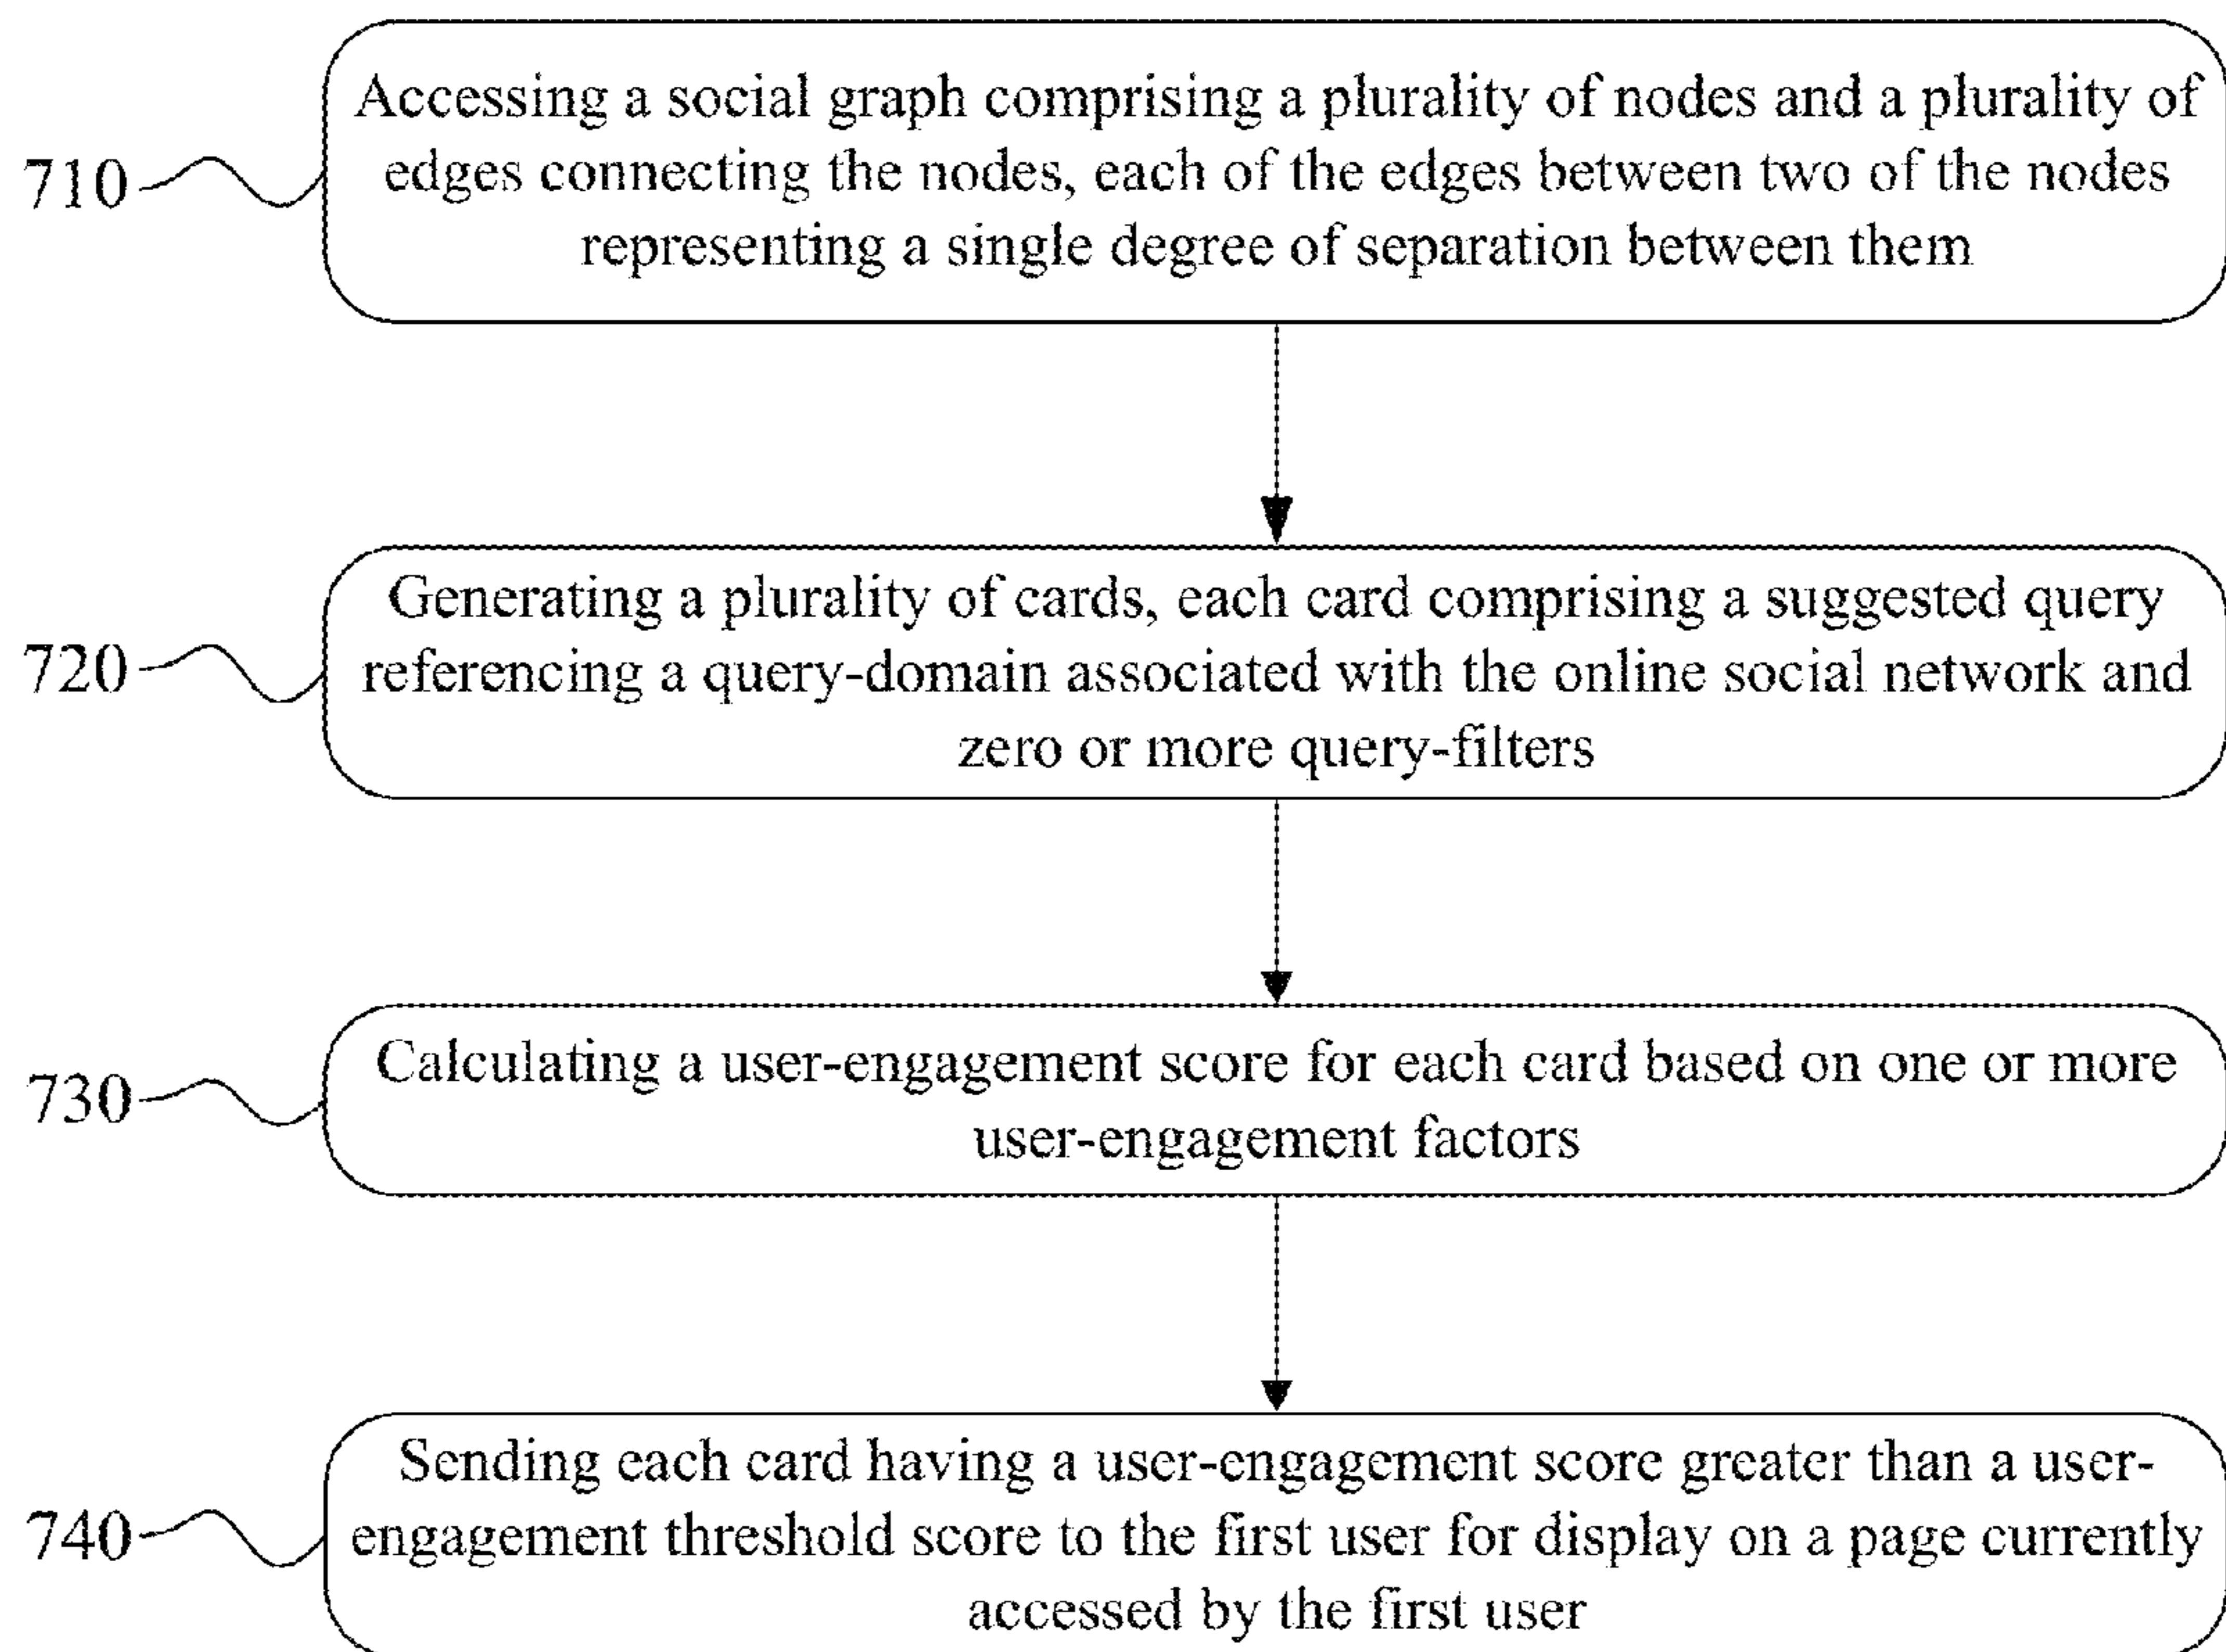 Accessing a social graph comprising a plurality of nodes and a plurality of
710
edges connecting the nodes, each of the edges between two of the nodes
representing a single degree of separation between them
Generating a plurality of cards, each card comprising a suggested query
720
referencing a query-domain associated with the online social network and
zero or more query-filters
730
Calculating a user-engagement score for each card based on one or more
user-engagement factors
Sending each card having a user-engagement score greater than a user-
740
engagement threshold score to the first user for display on a page currently
accessed by the first user